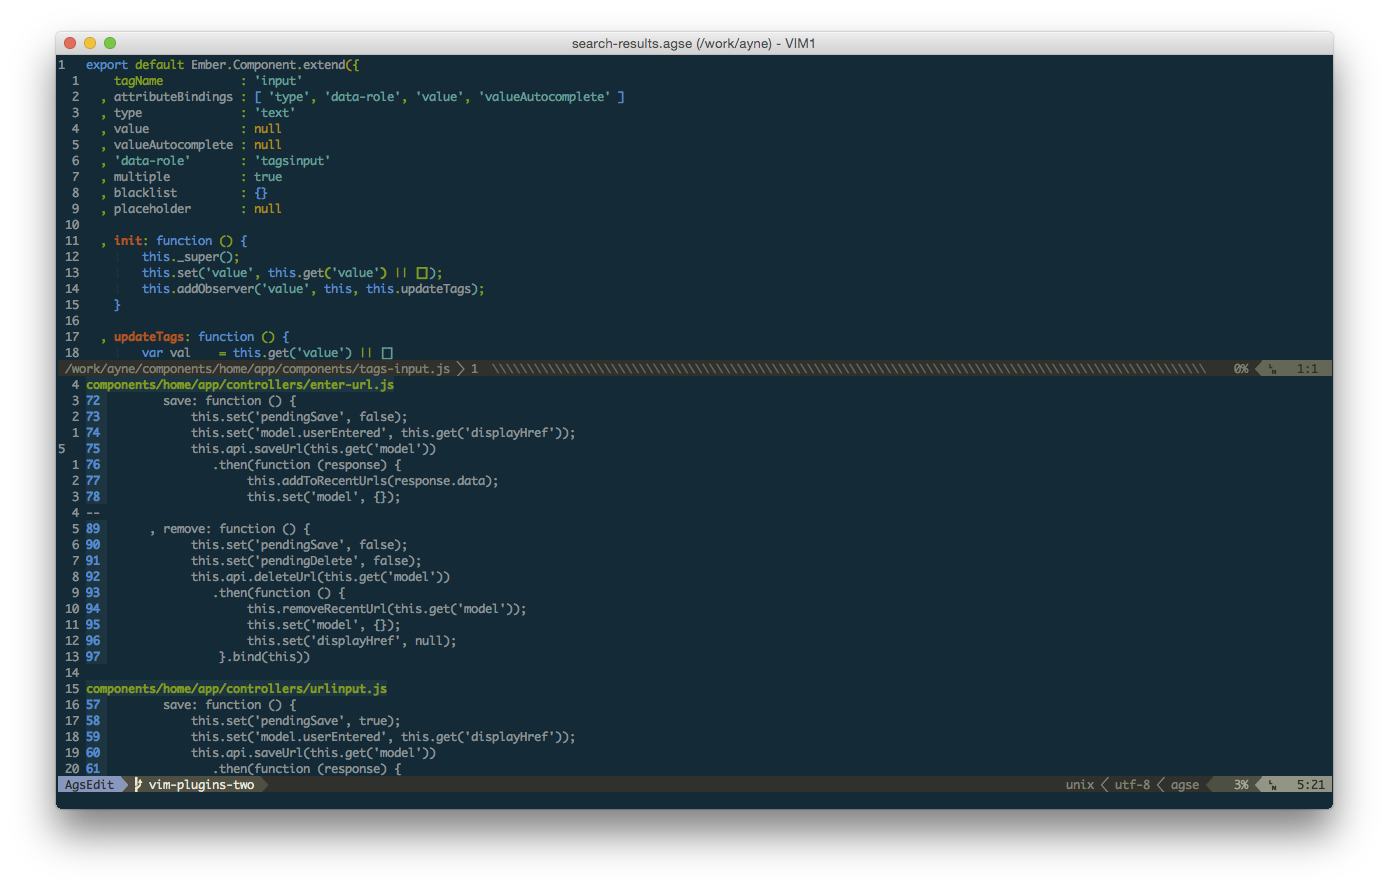 search-results.agse (/work/ayne) - VIM1
1   export default Ember.Component.extend({
  1     tagName           : 'input'
  2   , attributeBindings : [ 'type', 'data-role', 'value', 'valueAutocomplete' ]
  3   , type              : 'text'
  4   , value             : null
  5   , valueAutocomplete : null
  6   , 'data-role'       : 'tagsinput'
  7   , multiple          : true
  8   , blacklist         : {}
  9   , placeholder       : null
 10
 11   , init: function () {
 12         this._super();
 13         this.set('value', this.get('value') || []);
 14         this.addObserver('value', this, this.updateTags);
 15     }
 16
 17   , updateTags: function () {
 18         var val    = this.get('value') || []
/work/ayne/components/home/app/components/tags-input.js 1 0% 1:1
  4 components/home/app/controllers/enter-url.js
  3 72         save: function () {
  2 73             this.set('pendingSave', false);
  1 74             this.set('model.userEntered', this.get('displayHref'));
5   75             this.api.saveUrl(this.get('model'))
  1 76                .then(function (response) {
  2 77                     this.addToRecentUrls(response.data);
  3 78                     this.set('model', {});
  4 --
  5 89       , remove: function () {
  6 90             this.set('pendingSave', false);
  7 91             this.set('pendingDelete', false);
  8 92             this.api.deleteUrl(this.get('model'))
  9 93                .then(function () {
 10 94                     this.removeRecentUrl(this.get('model'));
 11 95                     this.set('model', {});
 12 96                     this.set('displayHref', null);
 13 97                 }.bind(this))
 14
 15 components/home/app/controllers/urlinput.js
 16 57         save: function () {
 17 58             this.set('pendingSave', true);
 18 59             this.set('model.userEntered', this.get('displayHref'));
 19 60             this.api.saveUrl(this.get('model'))
 20 61                .then(function (response) {
AgsEdit vim-plugins-two unix < utf-8 < agse 3% 5:21